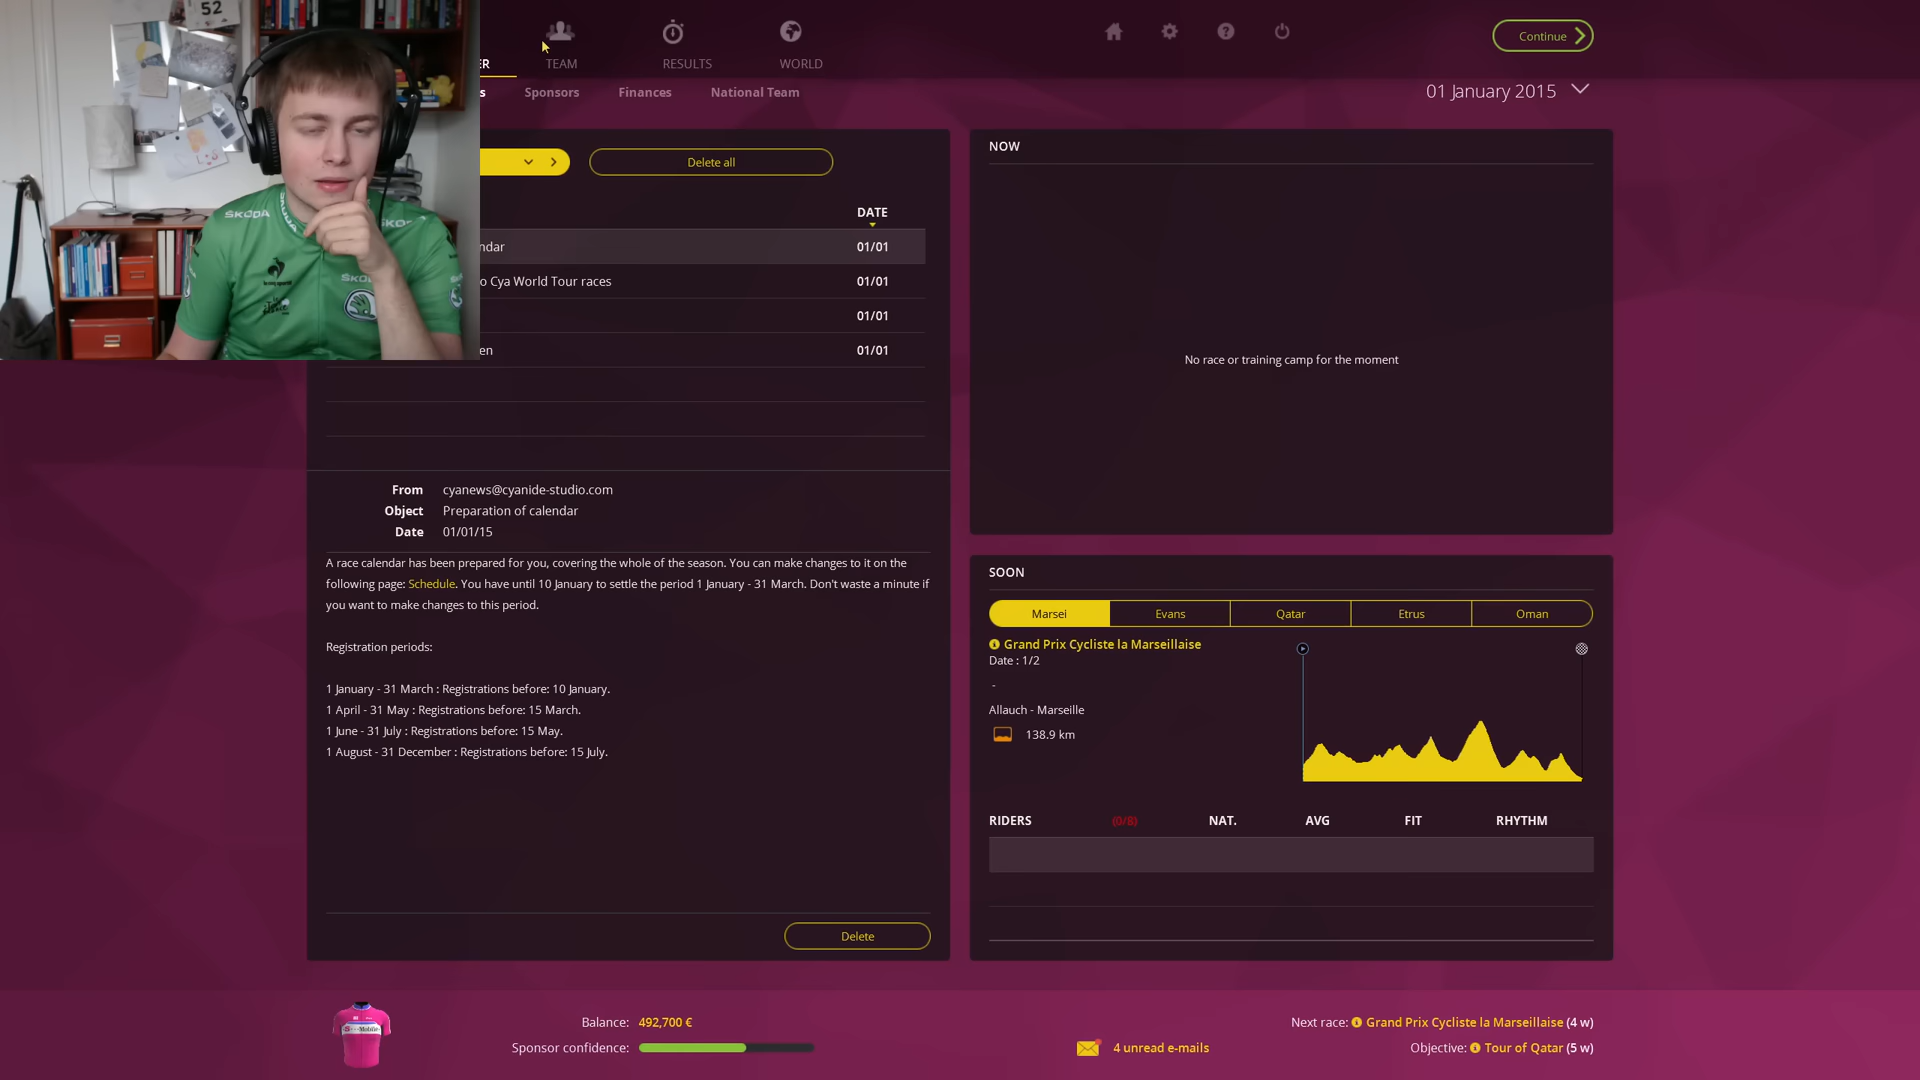 52
TEAM
RESULTS
WORLD
Continue
ER
s
Sponsors
Finances
National Team
01 January 2015
Delete all
DATE
ndar
01/01
o Cya World Tour races
01/01
01/01
en
01/01
From cyanews@cyanide-studio.com
Object Preparation of calendar
Date 01/01/15
A race calendar has been prepared for you, covering the whole of the season. You can make changes to it on the
following page: Schedule. You have until 10 January to settle the period 1 January - 31 March. Don't waste a minute if
you want to make changes to this period.
Registration periods:
1 January - 31 March : Registrations before: 10 January.
1 April - 31 May : Registrations before: 15 March.
1 June - 31 July : Registrations before: 15 May.
1 August - 31 December : Registrations before: 15 July.
Delete
NOW
No race or training camp for the moment
SOON
Marsei
Evans
Qatar
Etrus
Oman
Grand Prix Cycliste la Marseillaise
Date : 1/2
-
Allauch - Marseille
138.9 km
RIDERS (0/8) NAT. AVG FIT RHYTHM
ŠKODA
Balance: 492,700 €
Sponsor confidence:
4 unread e-mails
Next race: Grand Prix Cycliste la Marseillaise (4 w)
Objective: Tour of Qatar (5 w)